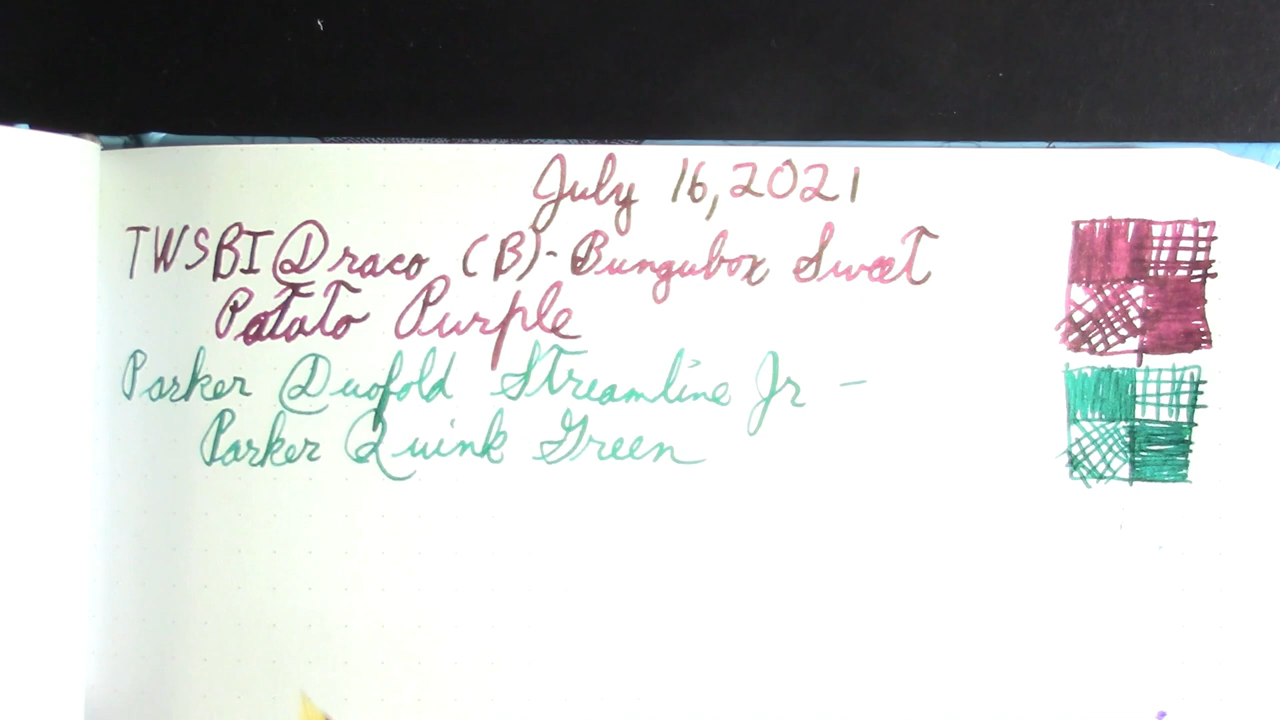 July 16, 2021
TWSBI Draco (B) - Bungubox Sweet
Potato Purple
Parker Duofold Streamline Jr -
Parker Quink Green